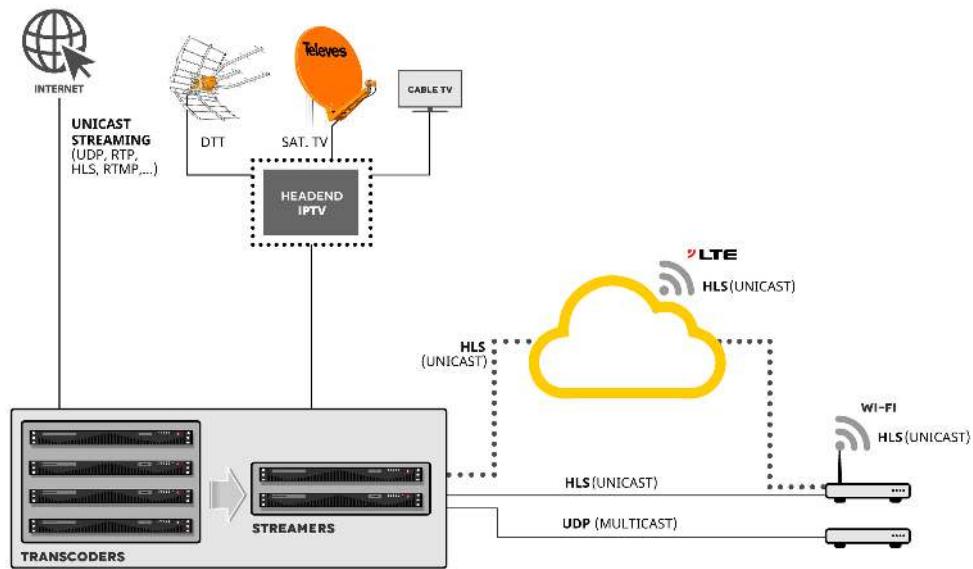 INTERNET
UNICAST
STREAMING
(UDP, RTP,
HLS, RTMP,...)
DTT
Televes
SAT. TV
CABLE TV
HEADEND
IPTV
LTE
HLS (UNICAST)
HLS
(UNICAST)
WI-FI
HLS (UNICAST)
HLS (UNICAST)
UDP (MULTICAST)
STREAMERS
TRANSCODERS